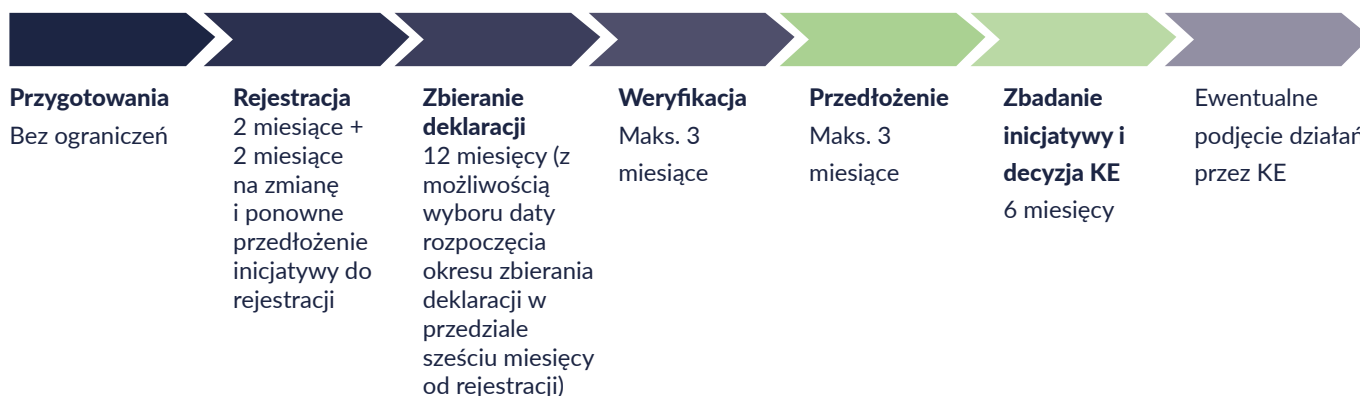 Przygotowania
Bez ograniczeń
Rejestracja
2 miesiące +
2 miesiące
na zmianę
i ponowne
przedłożenie
inicjatywy do
rejestracji
Zbieranie
deklaracji
12 miesięcy (z
możliwością
wyboru daty
rozpoczęcia
okresu zbierania
deklaracji w
przedziale
sześciu miesięcy
od rejestracji)
Weryfikacja
Maks. 3
miesiące
Przedłożenie
Maks. 3
miesiące
Zbadanie
inicjatywy i
decyzja KE
6 miesięcy
Ewentualne
podjęcie działań
przez KE